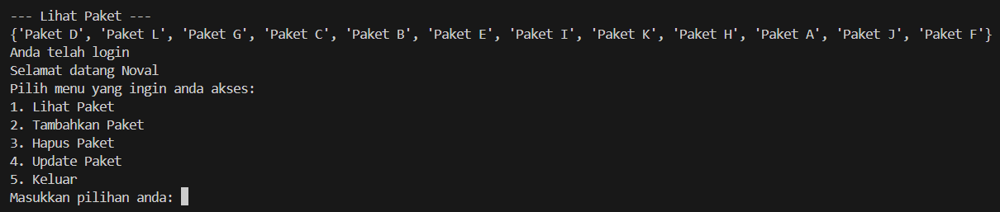 --- Lihat Paket ---
{'Paket D', 'Paket L', 'Paket G', 'Paket C', 'Paket B', 'Paket E', 'Paket I', 'Paket K', 'Paket H', 'Paket A', 'Paket J', 'Paket F'}
Anda telah login
Selamat datang Noval
Pilih menu yang ingin anda akses:
1. Lihat Paket
2. Tambahkan Paket
3. Hapus Paket
4. Update Paket
5. Keluar
Masukkan pilihan anda: